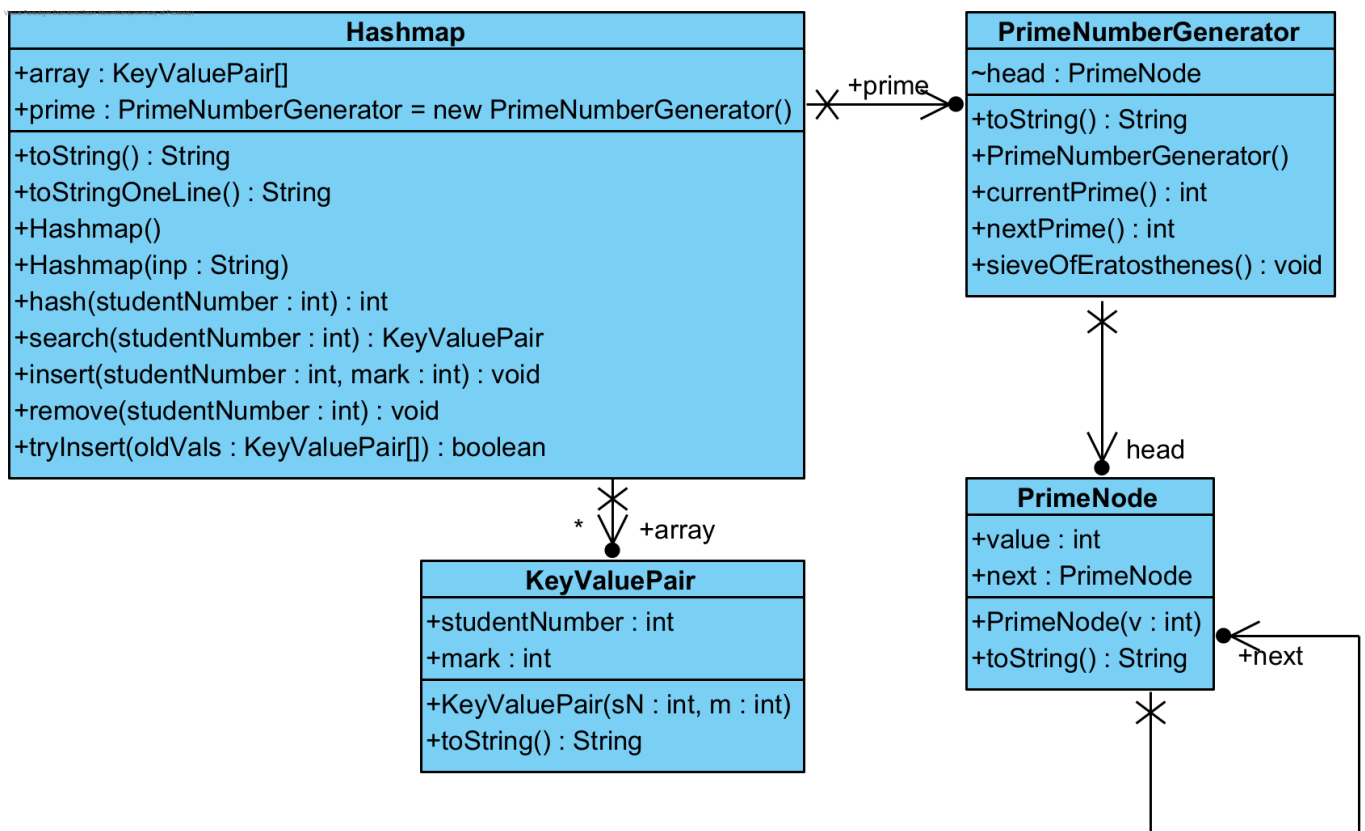 Hashmap
+array : KeyValuePair[]
+prime : PrimeNumberGenerator = new PrimeNumberGenerator()
+toString() : String
+toStringOneLine() : String
+Hashmap()
+Hashmap(inp : String)
+hash(studentNumber : int) : int
+search(studentNumber : int) : KeyValuePair
+insert(studentNumber : int, mark : int) : void
+remove(studentNumber : int) : void
+tryInsert(oldVals : KeyValuePair[]) : boolean
+prime
PrimeNumberGenerator
~head : PrimeNode
+toString() : String
+PrimeNumberGenerator()
+currentPrime() : int
+nextPrime() : int
+sieveOfEratosthenes() : void
* +array
KeyValuePair
+studentNumber : int
+mark : int
+KeyValuePair(sN : int, m : int)
+toString() : String
head
PrimeNode
+value : int
+next : PrimeNode
+PrimeNode(v : int)
+toString() : String
+next